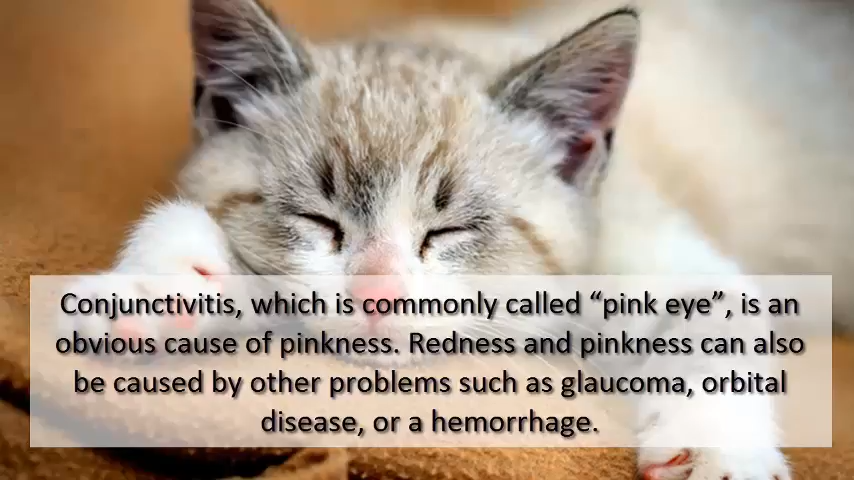 Conjunctivitis, which is commonly called “pink eye”, is an
obvious cause of pinkness. Redness and pinkness can also
be caused by other problems such as glaucoma, orbital
disease, or a hemorrhage.